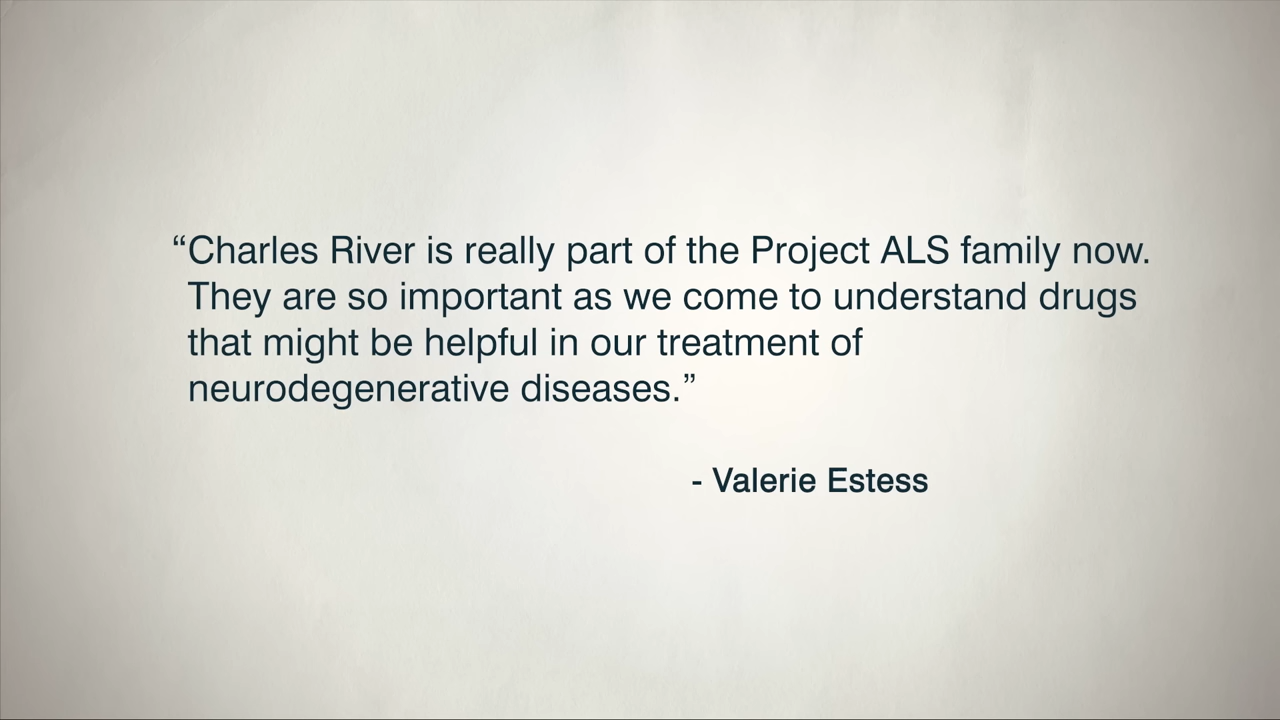 “Charles River is really part of the Project ALS family now.
They are so important as we come to understand drugs
that might be helpful in our treatment of
neurodegenerative diseases.”
- Valerie Estess